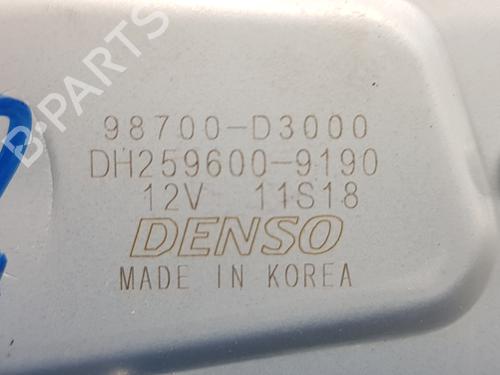 98700-D3000
DH259600-9190
12V 11S18
DENSO
MADE IN KOREA
B-PARTS